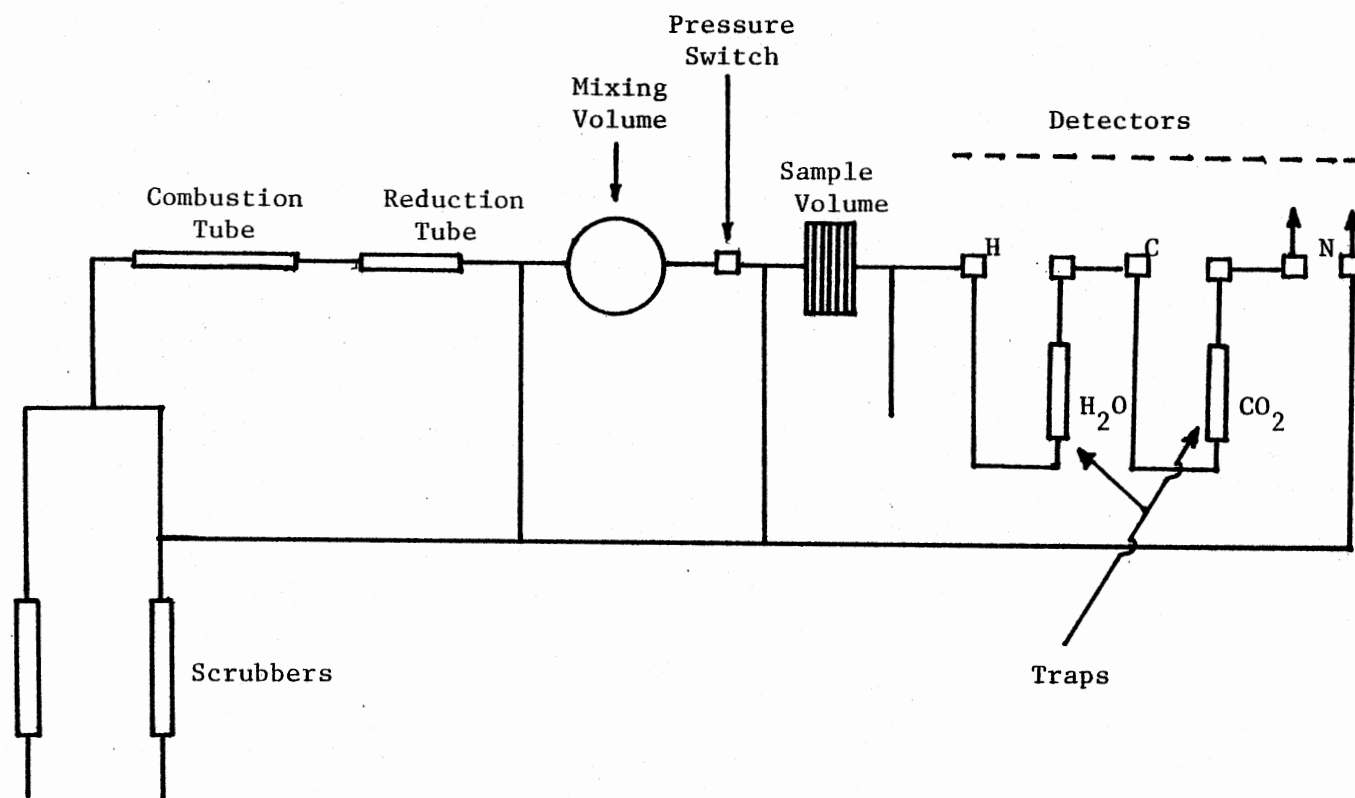 Pressure
Switch
Mixing
Volume
Detectors
Sample
Volume
Combustion
Tube
Reduction
Tube
H
C
N
H₂O
CO₂
Scrubbers
Traps